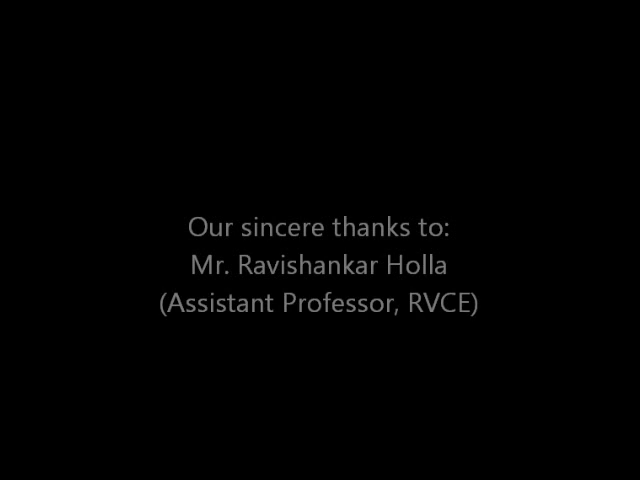 Our sincere thanks to:
Mr. Ravishankar Holla
(Assistant Professor, RVCE)